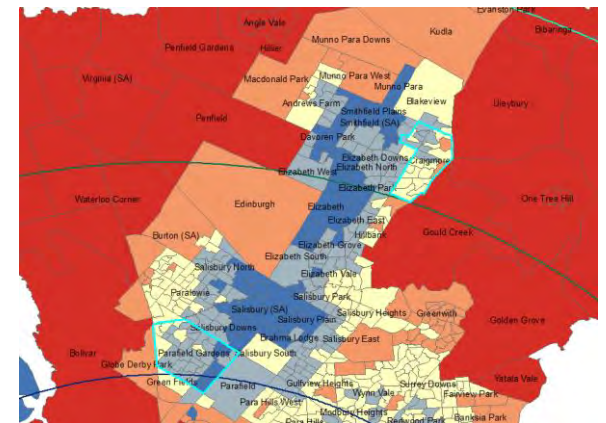 Evanston Park
Angle Vale
Kudla
Bibaringa
Penfield Gardens
Hillier
Munno Para Downs
Virginia (SA)
Macdonald Park
Munno Para West
Munno Para
Uleybury
Andrews Farm
Blakeview
Smithfield Plains
Smithfield (SA)
Penfield
Davoren Park
Craigmore
Elizabeth Downs
Elizabeth North
Elizabeth West
Elizabeth Park
Waterloo Corner
Edinburgh
Elizabeth
One Tree Hill
Elizabeth East
Hillbank
Gould Creek
Burton (SA)
Elizabeth Grove
Elizabeth South
Salisbury North
Elizabeth Vale
Paralowie
Salisbury Park
Salisbury (SA)
Salisbury Heights
Greenwith
Golden Grove
Salisbury Downs
Salisbury Plain
Brahma Lodge
Salisbury East
Bolivar
Parafield Gardens
Salisbury South
Globe Derby Park
Yatala Vale
Green Fields
Parafield
Gulfview Heights
Surrey Downs
Wynn Vale
Fairview Park
Para Hills West
Modbury Heights
Redwood Park
Banksia Park
Para Hills